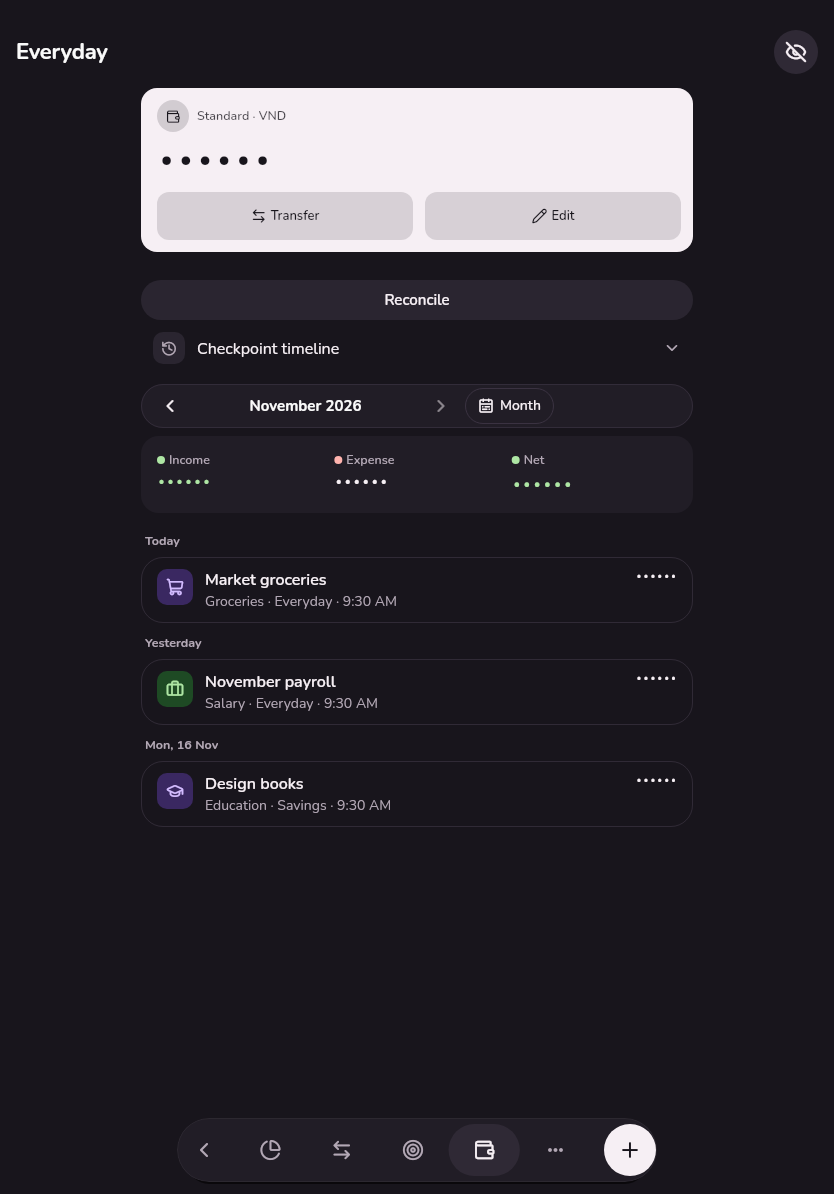 Everyday
Standard · VND
••••••
Transfer
Edit
Reconcile
Checkpoint timeline
November 2026
Month
Income
Expense
Net
••••••
••••••
••••••
Today
Market groceries
••••••
Groceries · Everyday · 9:30 AM
Yesterday
November payroll
••••••
Salary · Everyday · 9:30 AM
Mon, 16 Nov
Design books
••••••
Education · Savings · 9:30 AM